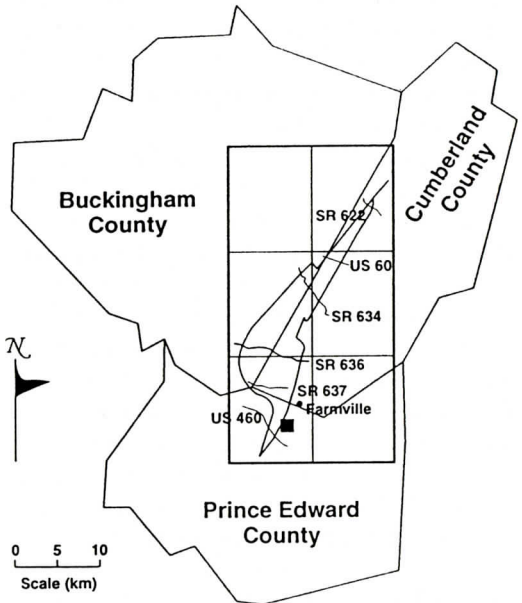 Buckingham
County
Cumberland
County
SR 622
US 60
SR 634
SR 636
SR 637
Farmville
US 460
Prince Edward
County
N
0 5 10
Scale (km)